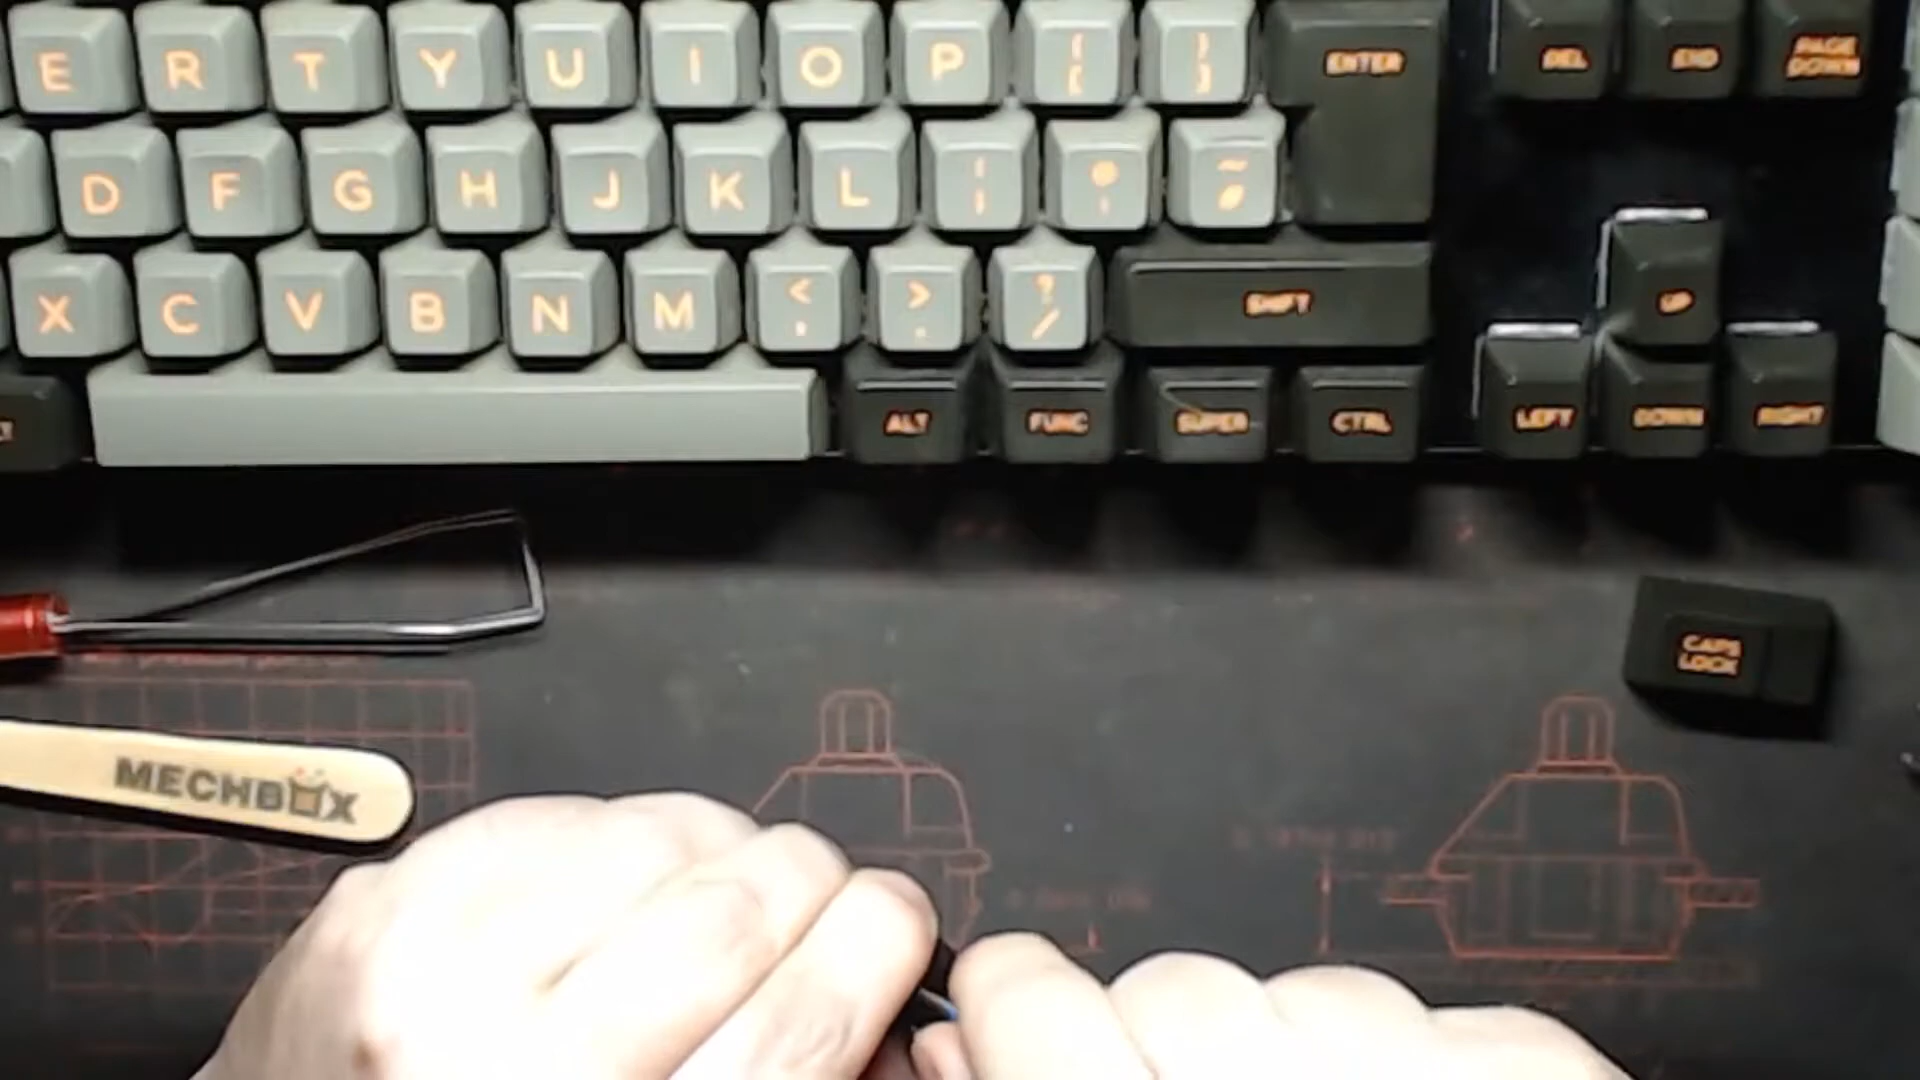 E R T Y U I O P { [ } ] ENTER DEL END PAGE DOWN
D F G H J K L : ; @ ' ~ #
X C V B N M < , > . ? / SHIFT UP
ALT FUNC SUPER CTRL LEFT DOWN RIGHT
CAPS
LOCK
MECHBOX